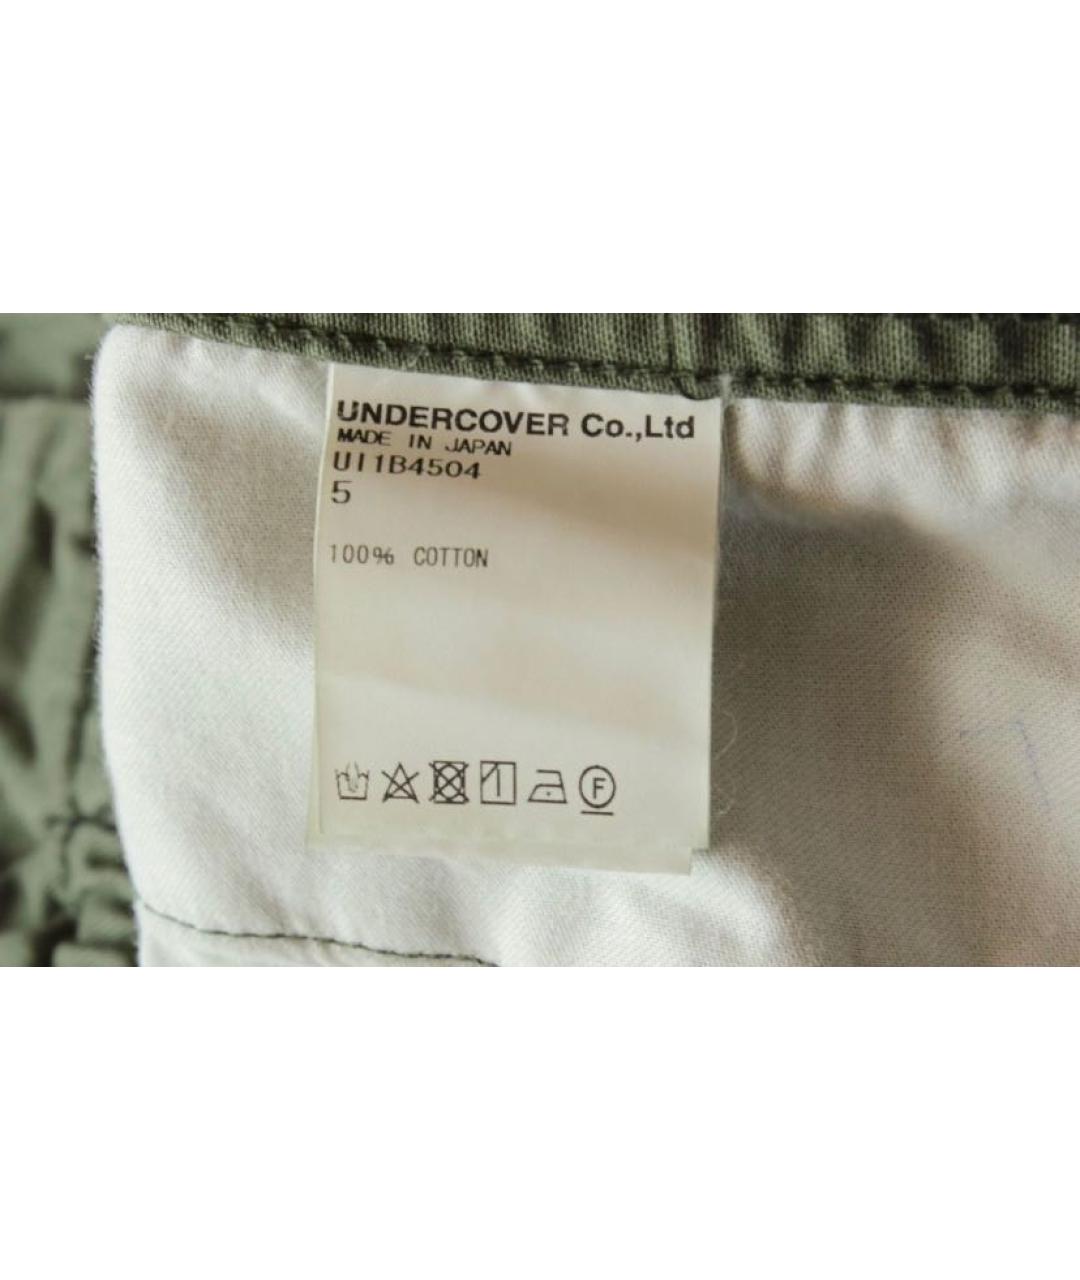 UNDERCOVER Co.,Ltd
MADE IN JAPAN
UI1B4504
5
100% COTTON
F